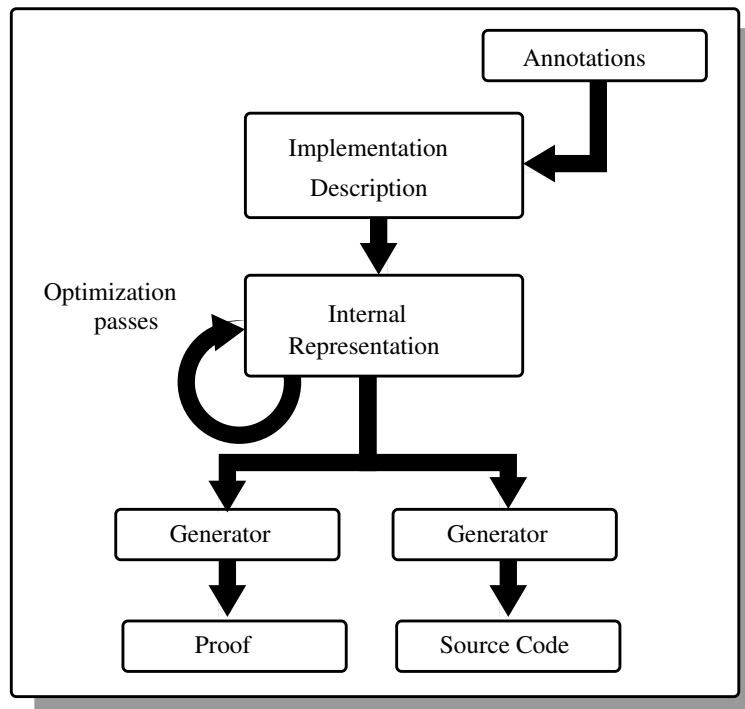 Annotations
Implementation
Description
Optimization
passes
Internal
Representation
Generator
Generator
Proof
Source Code